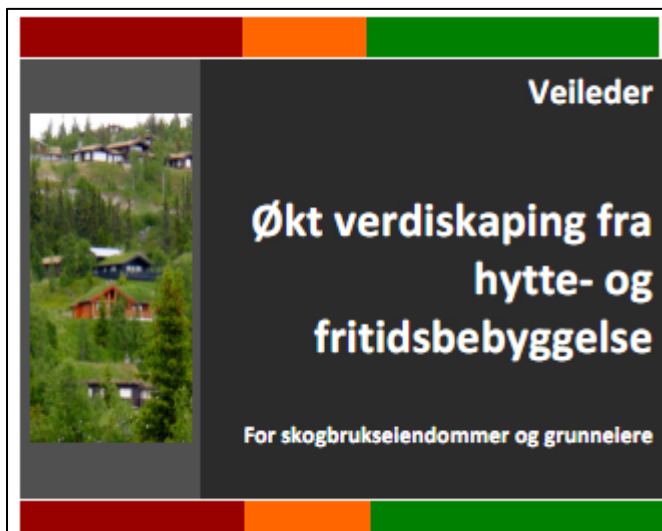 Veileder
Økt verdiskaping fra
hytte- og
fritidsbebyggelse
For skogbrukseiendommer og grunneiere